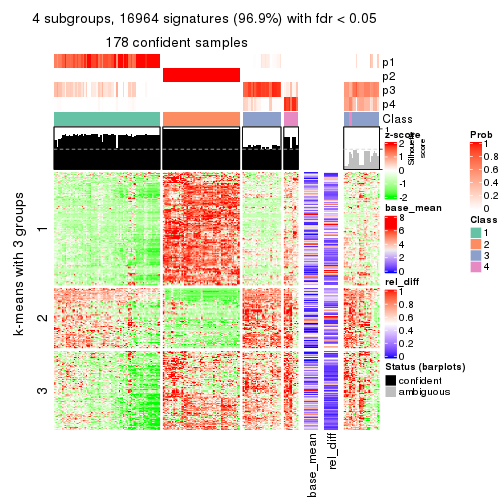 4 subgroups, 16964 signatures (96.9%) with fdr < 0.05
178 confident samples
p1
p2
p3
p4
Class
1
Silhouette
score
k-means with 3 groups
1
2
3
base_mean
rel_diff
z-score
2
1
0
-1
-2
base_mean
8
6
4
2
0
rel_diff
1
0.8
0.6
0.4
0.2
0
Status (barplots)
confident
ambiguous
Prob
1
0.8
0.6
0.4
0.2
0
Class
1
2
3
4